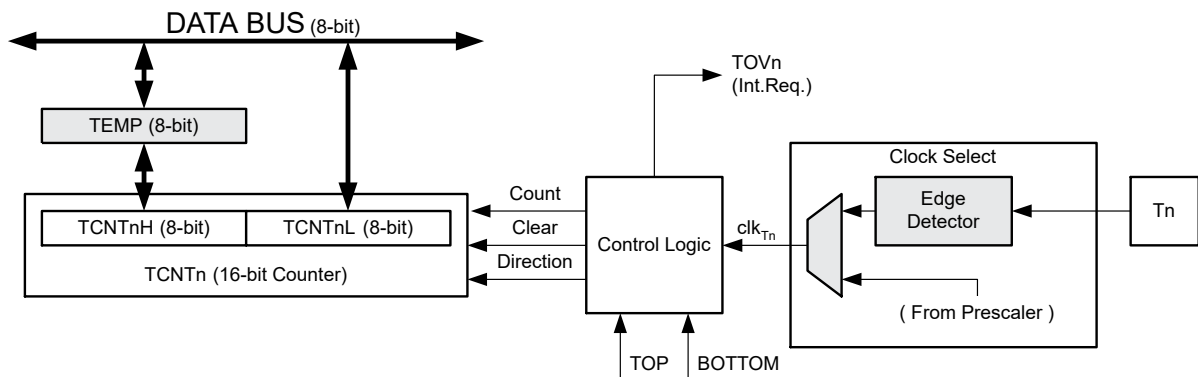 DATA BUS (8-bit)
TOVn
(Int.Req.)
TEMP (8-bit)
Clock Select
Count
Edge
Detector
Tn
TCNTnH (8-bit)
TCNTnL (8-bit)
Clear
Control Logic
clkTn
TCNTn (16-bit Counter)
Direction
( From Prescaler )
TOP
BOTTOM